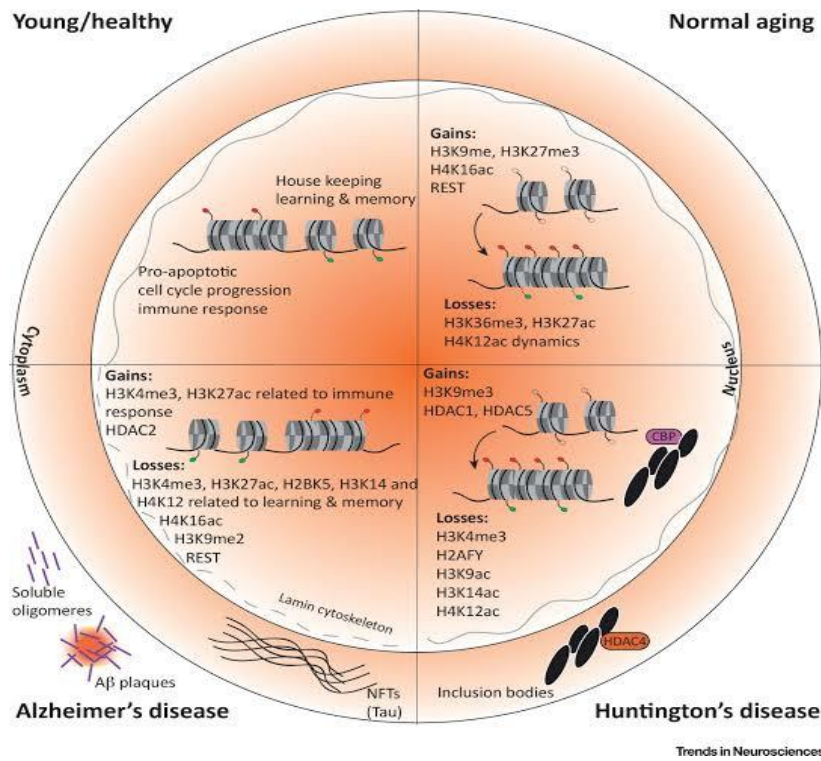 Young/healthy
Normal aging
House keeping
learning & memory
Pro-apoptotic
cell cycle progression
immune response
Gains:
H3K9me, H3K27me3
H4K16ac
REST
Losses:
H3K36me3, H3K27ac
H4K12ac dynamics
Cytoplasm
Nucleus
Gains:
H3K4me3, H3K27ac related to immune
response
HDAC2
Losses:
H3K4me3, H3K27ac, H2BK5, H3K14 and
H4K12 related to learning & memory
H4K16ac
H3K9me2
REST
Gains:
H3K9me3
HDAC1, HDAC5
CBP
Losses:
H3K4me3
H2AFY
H3K9ac
H3K14ac
H4K12ac
Soluble
oligomeres
Aβ plaques
Lamin cytoskeleton
NFTs
(Tau)
Inclusion bodies
HDAC4
Alzheimer's disease
Huntington's disease
Trends in Neurosciences